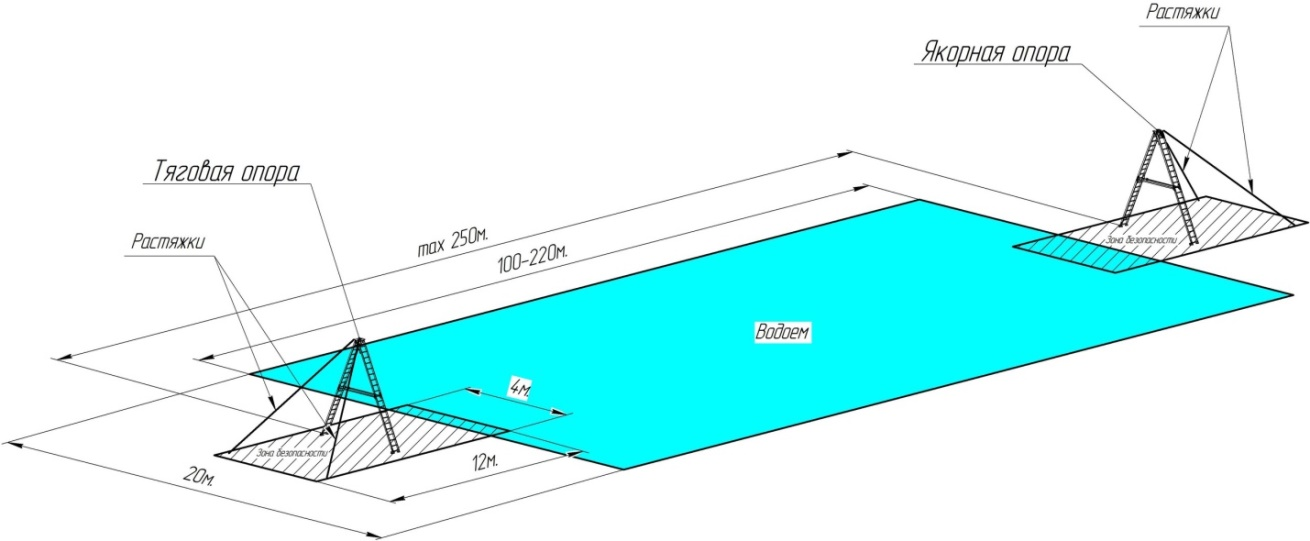 Растяжки
Якорная опора
Тяговая опора
Растяжки
max 250м.
100-220м.
Зона безопасности
Водоем
4м.
Зона безопасности
12м.
20м.